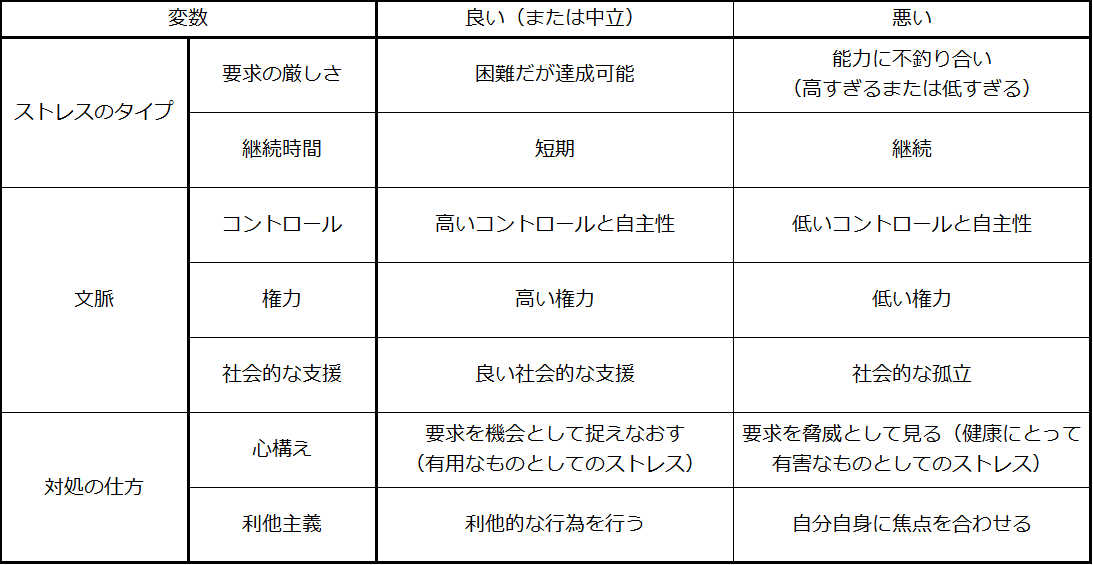 変数
良い（または中立）
悪い
ストレスのタイプ
要求の厳しさ
困難だが達成可能
能力に不釣り合い
（高すぎるまたは低すぎる）
継続時間
短期
継続
文脈
コントロール
高いコントロールと自主性
低いコントロールと自主性
権力
高い権力
低い権力
社会的な支援
良い社会的な支援
社会的な孤立
対処の仕方
心構え
要求を機会として捉えなおす
（有用なものとしてのストレス）
要求を脅威として見る（健康にとって
有害なものとしてのストレス）
利他主義
利他的な行為を行う
自分自身に焦点を合わせる